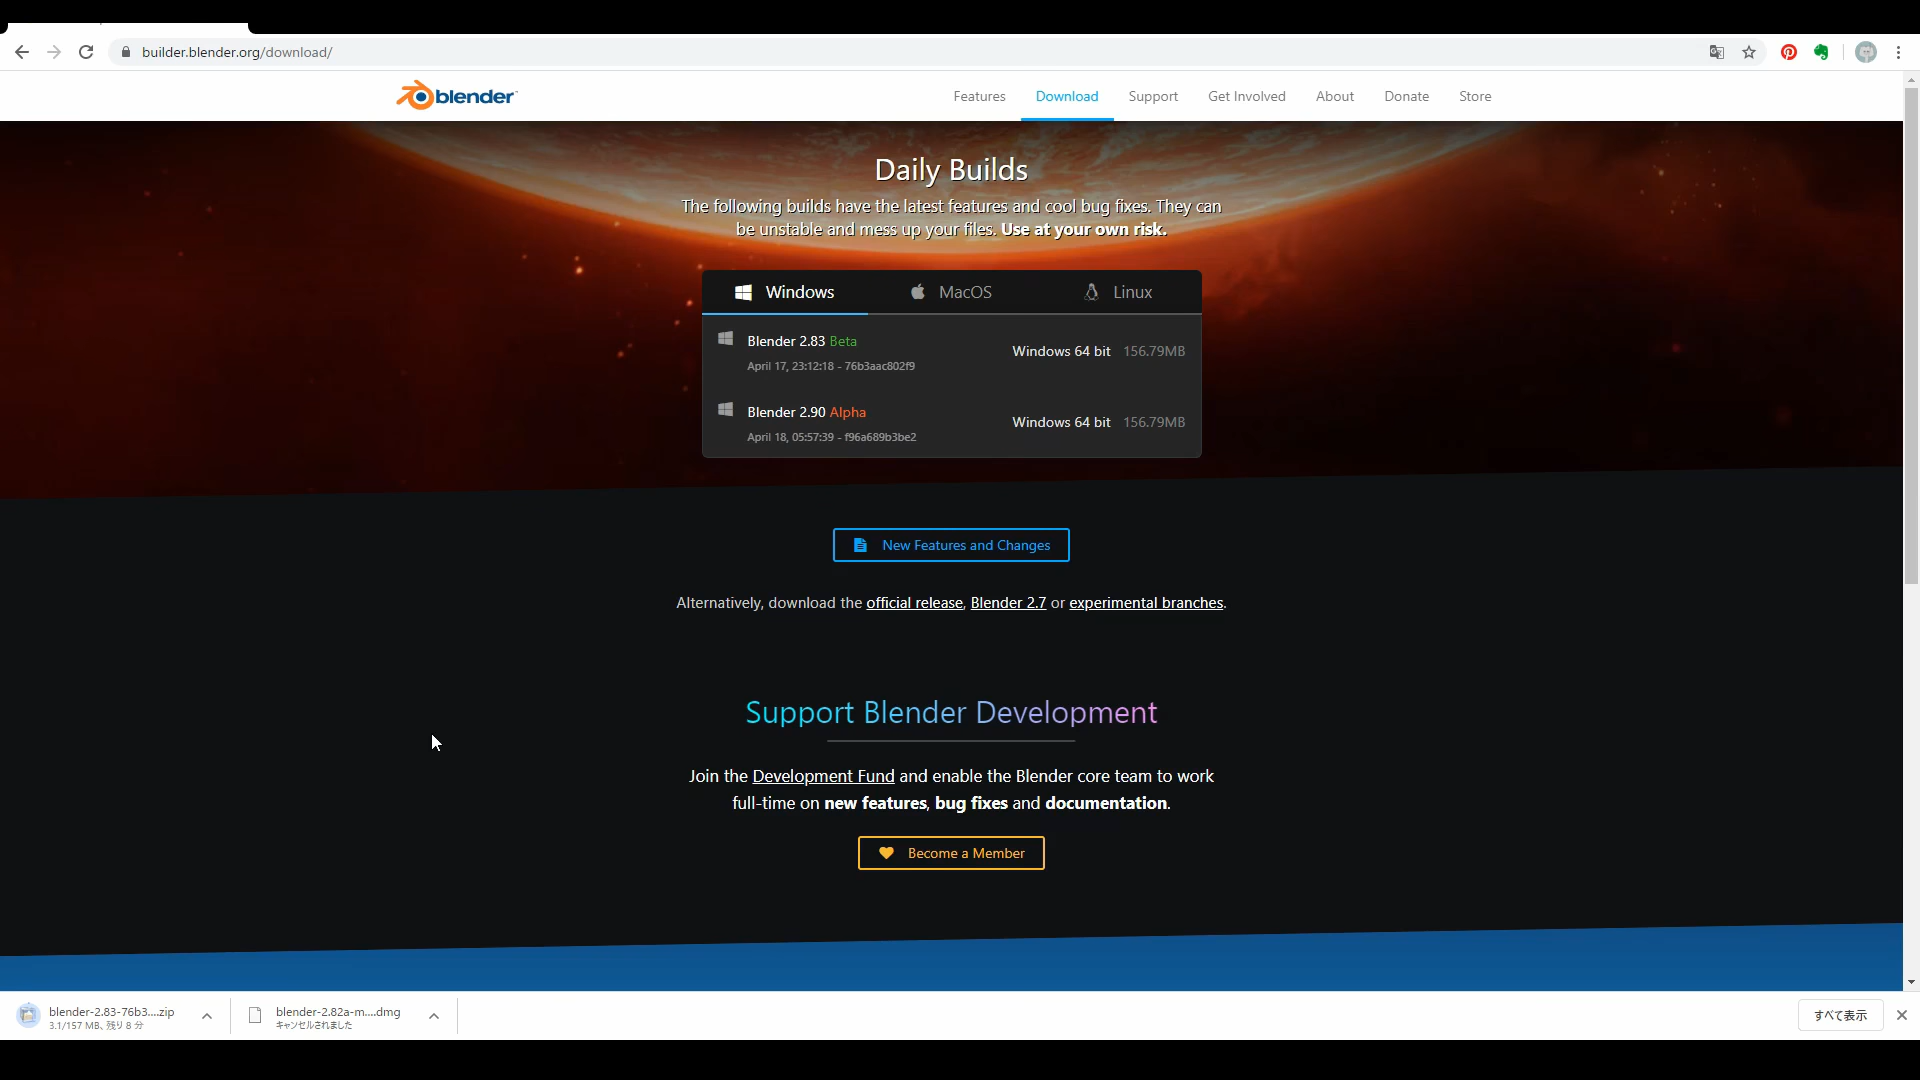 builder.blender.org/download/
blender
Features
Download
Support
Get Involved
About
Donate
Store
Daily Builds
The following builds have the latest features and cool bug fixes. They can
be unstable and mess up your files. Use at your own risk.
Windows
MacOS
Linux
Blender 2.83 Beta
April 17, 23:12:18 - 76b3aac802f9
Windows 64 bit 156.79MB
Blender 2.90 Alpha
April 18, 05:57:39 - f96a689b3be2
Windows 64 bit 156.79MB
New Features and Changes
Alternatively, download the official release, Blender 2.7 or experimental branches.
Support Blender Development
Join the Development Fund and enable the Blender core team to work
full-time on new features, bug fixes and documentation.
Become a Member
blender-2.83-76b3....zip
3.1/157 MB、残り 8 分
blender-2.82a-m....dmg
キャンセルされました
すべて表示